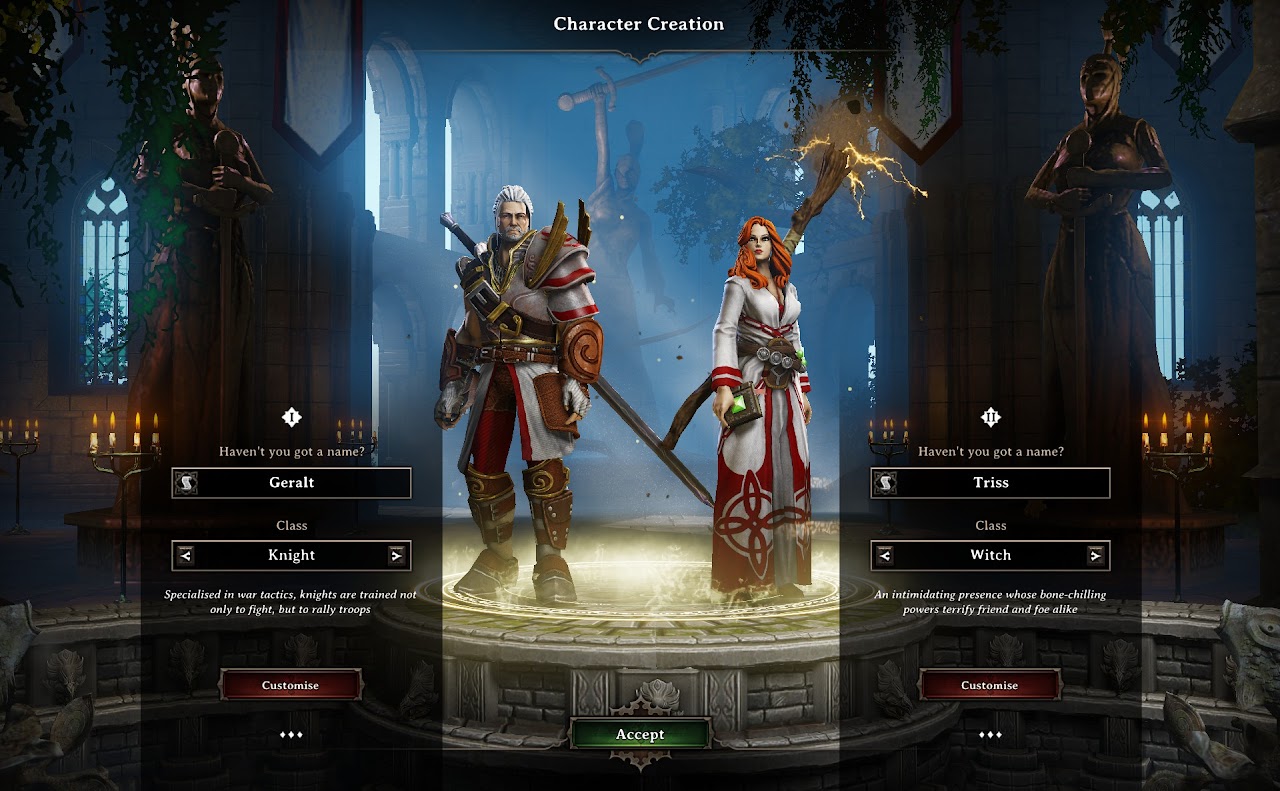 Character Creation
I
Haven't you got a name?
Geralt
Class
Knight
Specialised in war tactics, knights are trained not
only to fight, but to rally troops
Customise
II
Haven't you got a name?
Triss
Class
Witch
An intimidating presence whose bone-chilling
powers terrify friend and foe alike
Customise
Accept